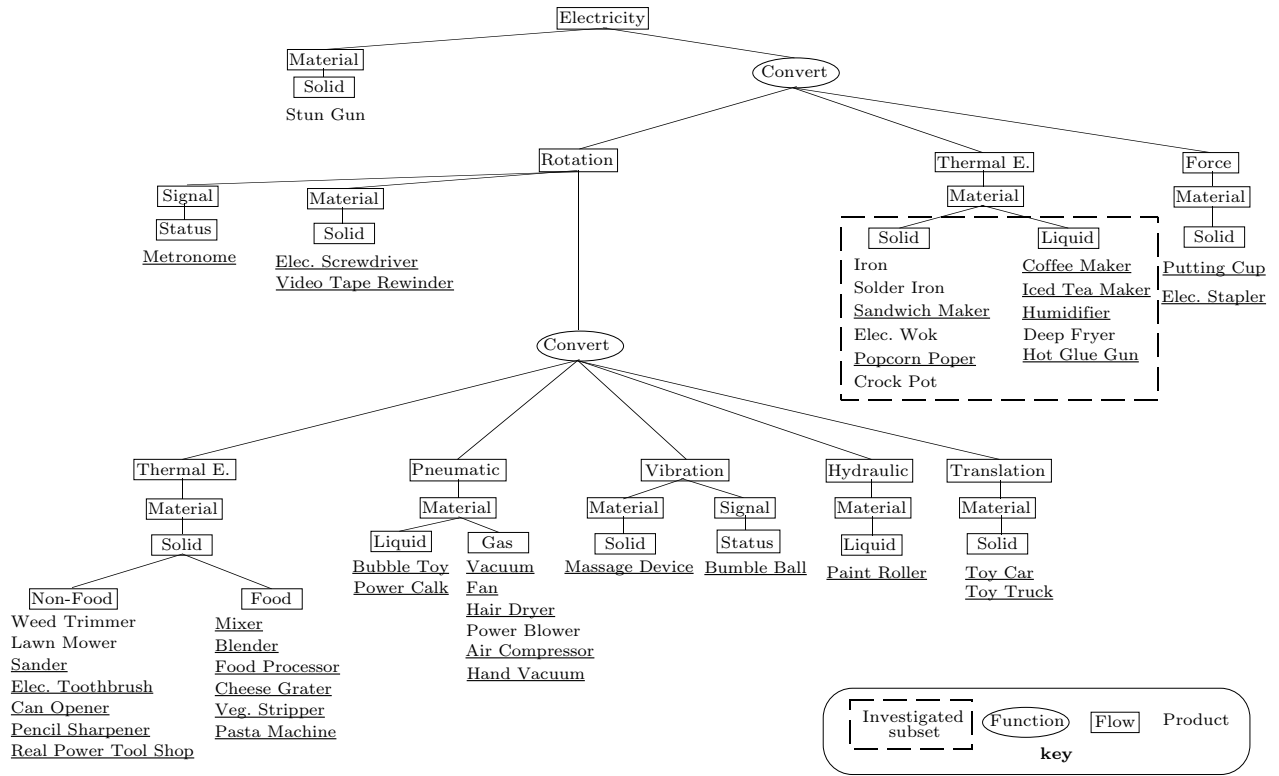 Electricity
Material
Solid
Stun Gun
Convert
Rotation
Thermal E.
Force
Signal
Status
Metronome
Material
Solid
Elec. Screwdriver
Video Tape Rewinder
Material
Solid
Iron
Solder Iron
Sandwich Maker
Elec. Wok
Popcorn Poper
Crock Pot
Liquid
Coffee Maker
Iced Tea Maker
Humidifier
Deep Fryer
Hot Glue Gun
Material
Solid
Putting Cup
Elec. Stapler
Convert
Thermal E.
Material
Solid
Non-Food
Weed Trimmer
Lawn Mower
Sander
Elec. Toothbrush
Can Opener
Pencil Sharpener
Real Power Tool Shop
Food
Mixer
Blender
Food Processor
Cheese Grater
Veg. Stripper
Pasta Machine
Pneumatic
Material
Liquid
Bubble Toy
Power Calk
Gas
Vacuum
Fan
Hair Dryer
Power Blower
Air Compressor
Hand Vacuum
Vibration
Material
Solid
Massage Device
Signal
Status
Bumble Ball
Hydraulic
Material
Liquid
Paint Roller
Translation
Material
Solid
Toy Car
Toy Truck
Investigated
subset
Function
Flow
Product
key